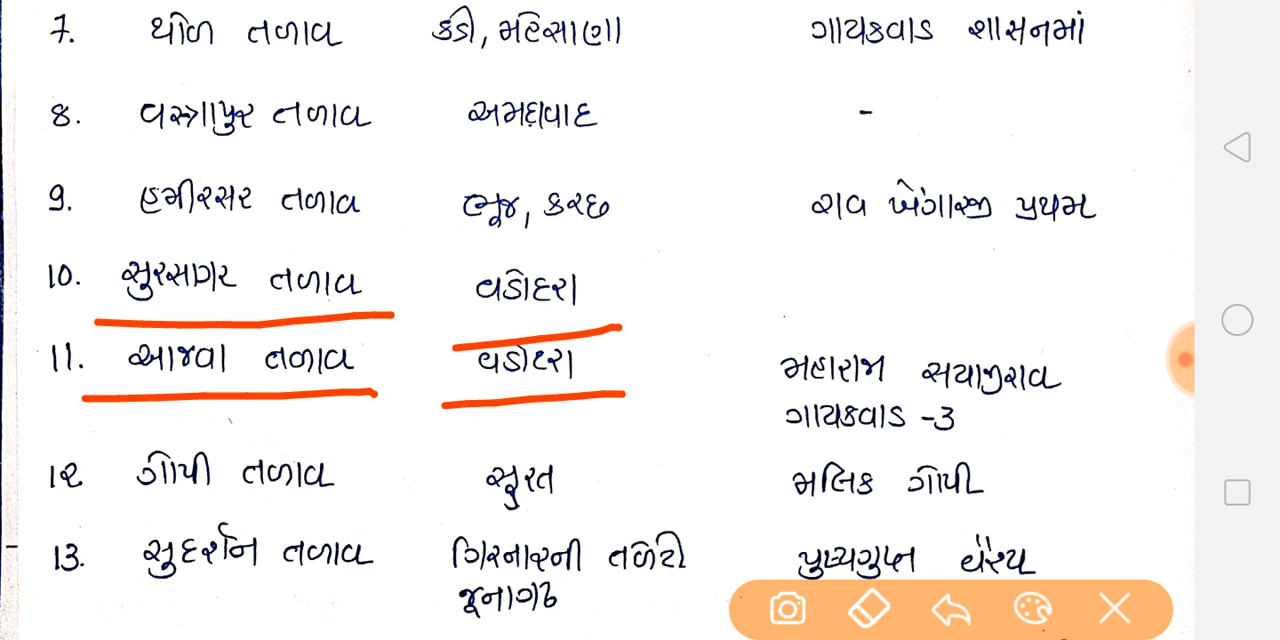 7. થોળ તળાવ કડી, મહેસાણા ગાયકવાડ શાસનમાં
8. વસ્ત્રાપુર તળાવ અમદાવાદ -
9. હમીરસર તળાવ ભૂજ, કચ્છ રાવ ખેંગારજી પ્રથમ
10. સુરસાગર તળાવ વડોદરા
11. આજવા તળાવ વડોદરા મહારાજા સયાજીરાવ
ગાયકવાડ -3
૧૨ ગોપી તળાવ સુરત મલિક ગોપી
13. સુદર્શન તળાવ ગિરનારની તળેટી પુષ્યગુપ્ત વૈશ્ય
જૂનાગઢ